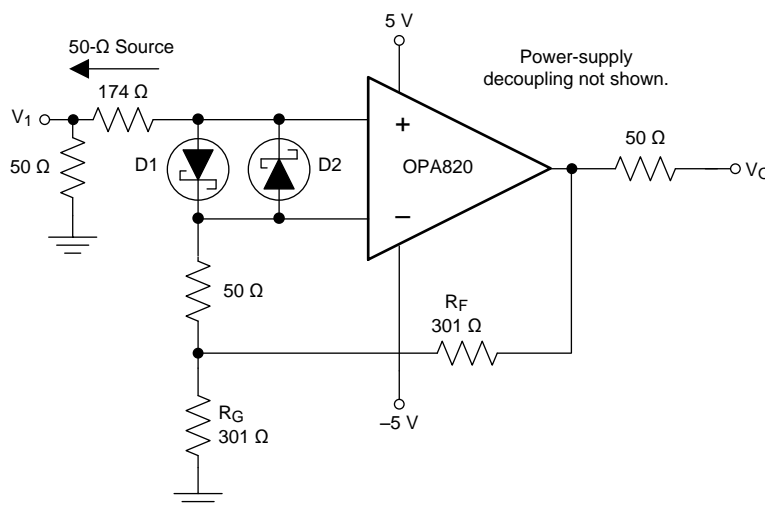 5 V
50-Ω Source
Power-supply
decoupling not shown.
174 Ω
V1
50 Ω
D1
D2
+
OPA820
−
50 Ω
VO
50 Ω
RF
301 Ω
RG
301 Ω
–5 V